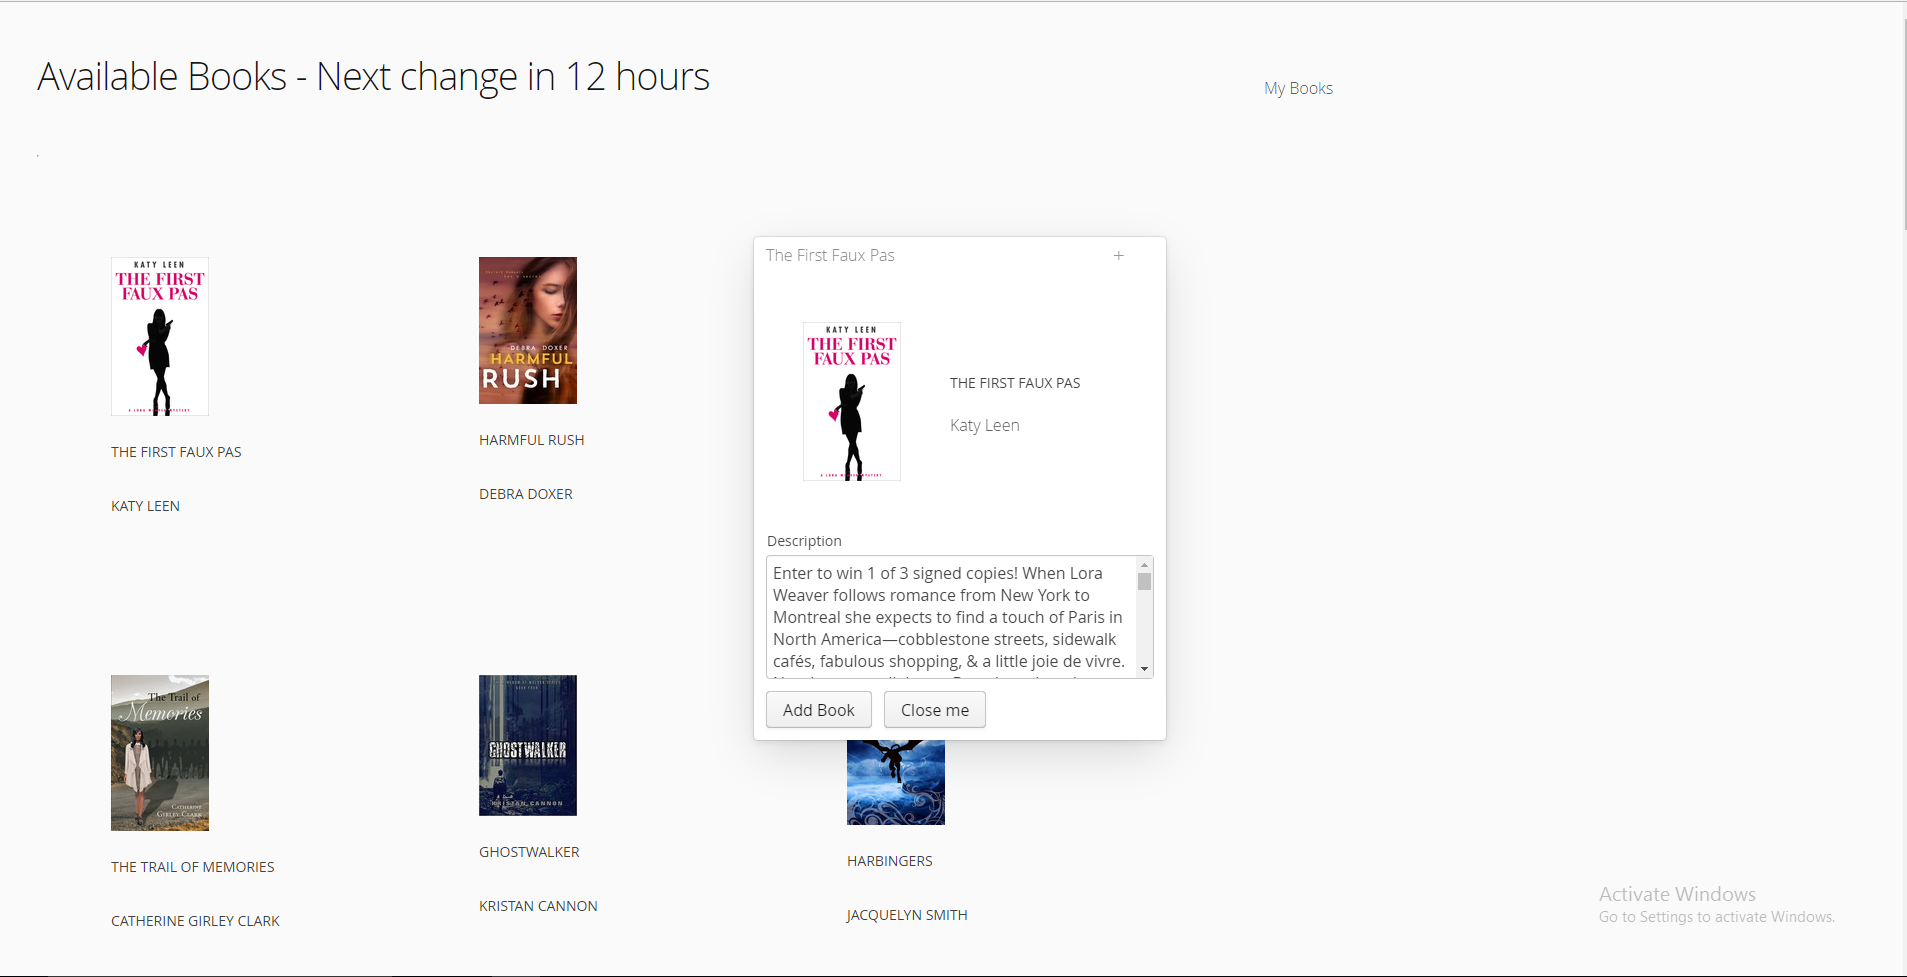 Available Books - Next change in 12 hours
My Books
.
KATY LEEN
THE FIRST
FAUX PAS
THE FIRST FAUX PAS
KATY LEEN
DEBRA DOXER
HARMFUL
RUSH
HARMFUL RUSH
DEBRA DOXER
The First Faux Pas
+
KATY LEEN
THE FIRST
FAUX PAS
THE FIRST FAUX PAS
Katy Leen
Description
Enter to win 1 of 3 signed copies! When Lora
Weaver follows romance from New York to
Montreal she expects to find a touch of Paris in
North America—cobblestone streets, sidewalk
cafés, fabulous shopping, & a little joie de vivre.
Add Book
Close me
The Trail of
Memories
CATHERINE
GIRLEY CLARK
THE TRAIL OF MEMORIES
CATHERINE GIRLEY CLARK
GHOSTWALKER
KRISTAN CANNON
GHOSTWALKER
KRISTAN CANNON
HARBINGERS
JACQUELYN SMITH
Activate Windows
Go to Settings to activate Windows.